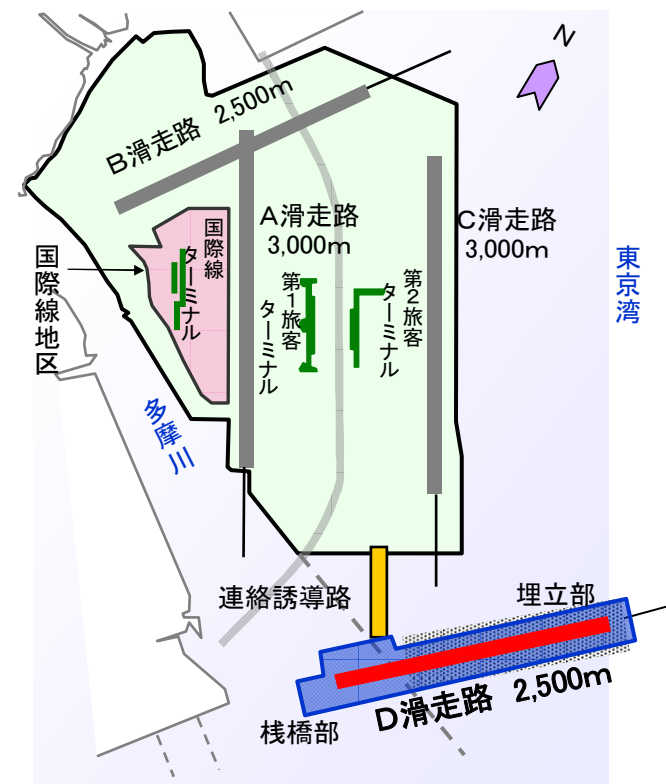 N
B滑走路 2,500m
A滑走路
3,000m
C滑走路
3,000m
国際線
ターミナル
国際線地区
第1旅客
ターミナル
第2旅客
ターミナル
東京湾
多摩川
連絡誘導路
埋立部
D滑走路 2,500m
桟橋部